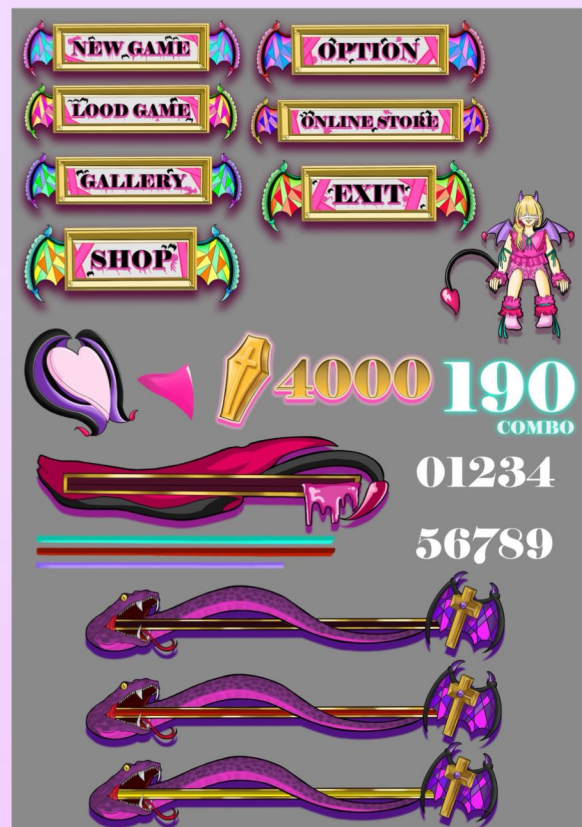 NEW GAME
OPTION
LOOD GAME
ONLINE STORE
GALLERY
EXIT
SHOP
4000
190
COMBO
01234
56789